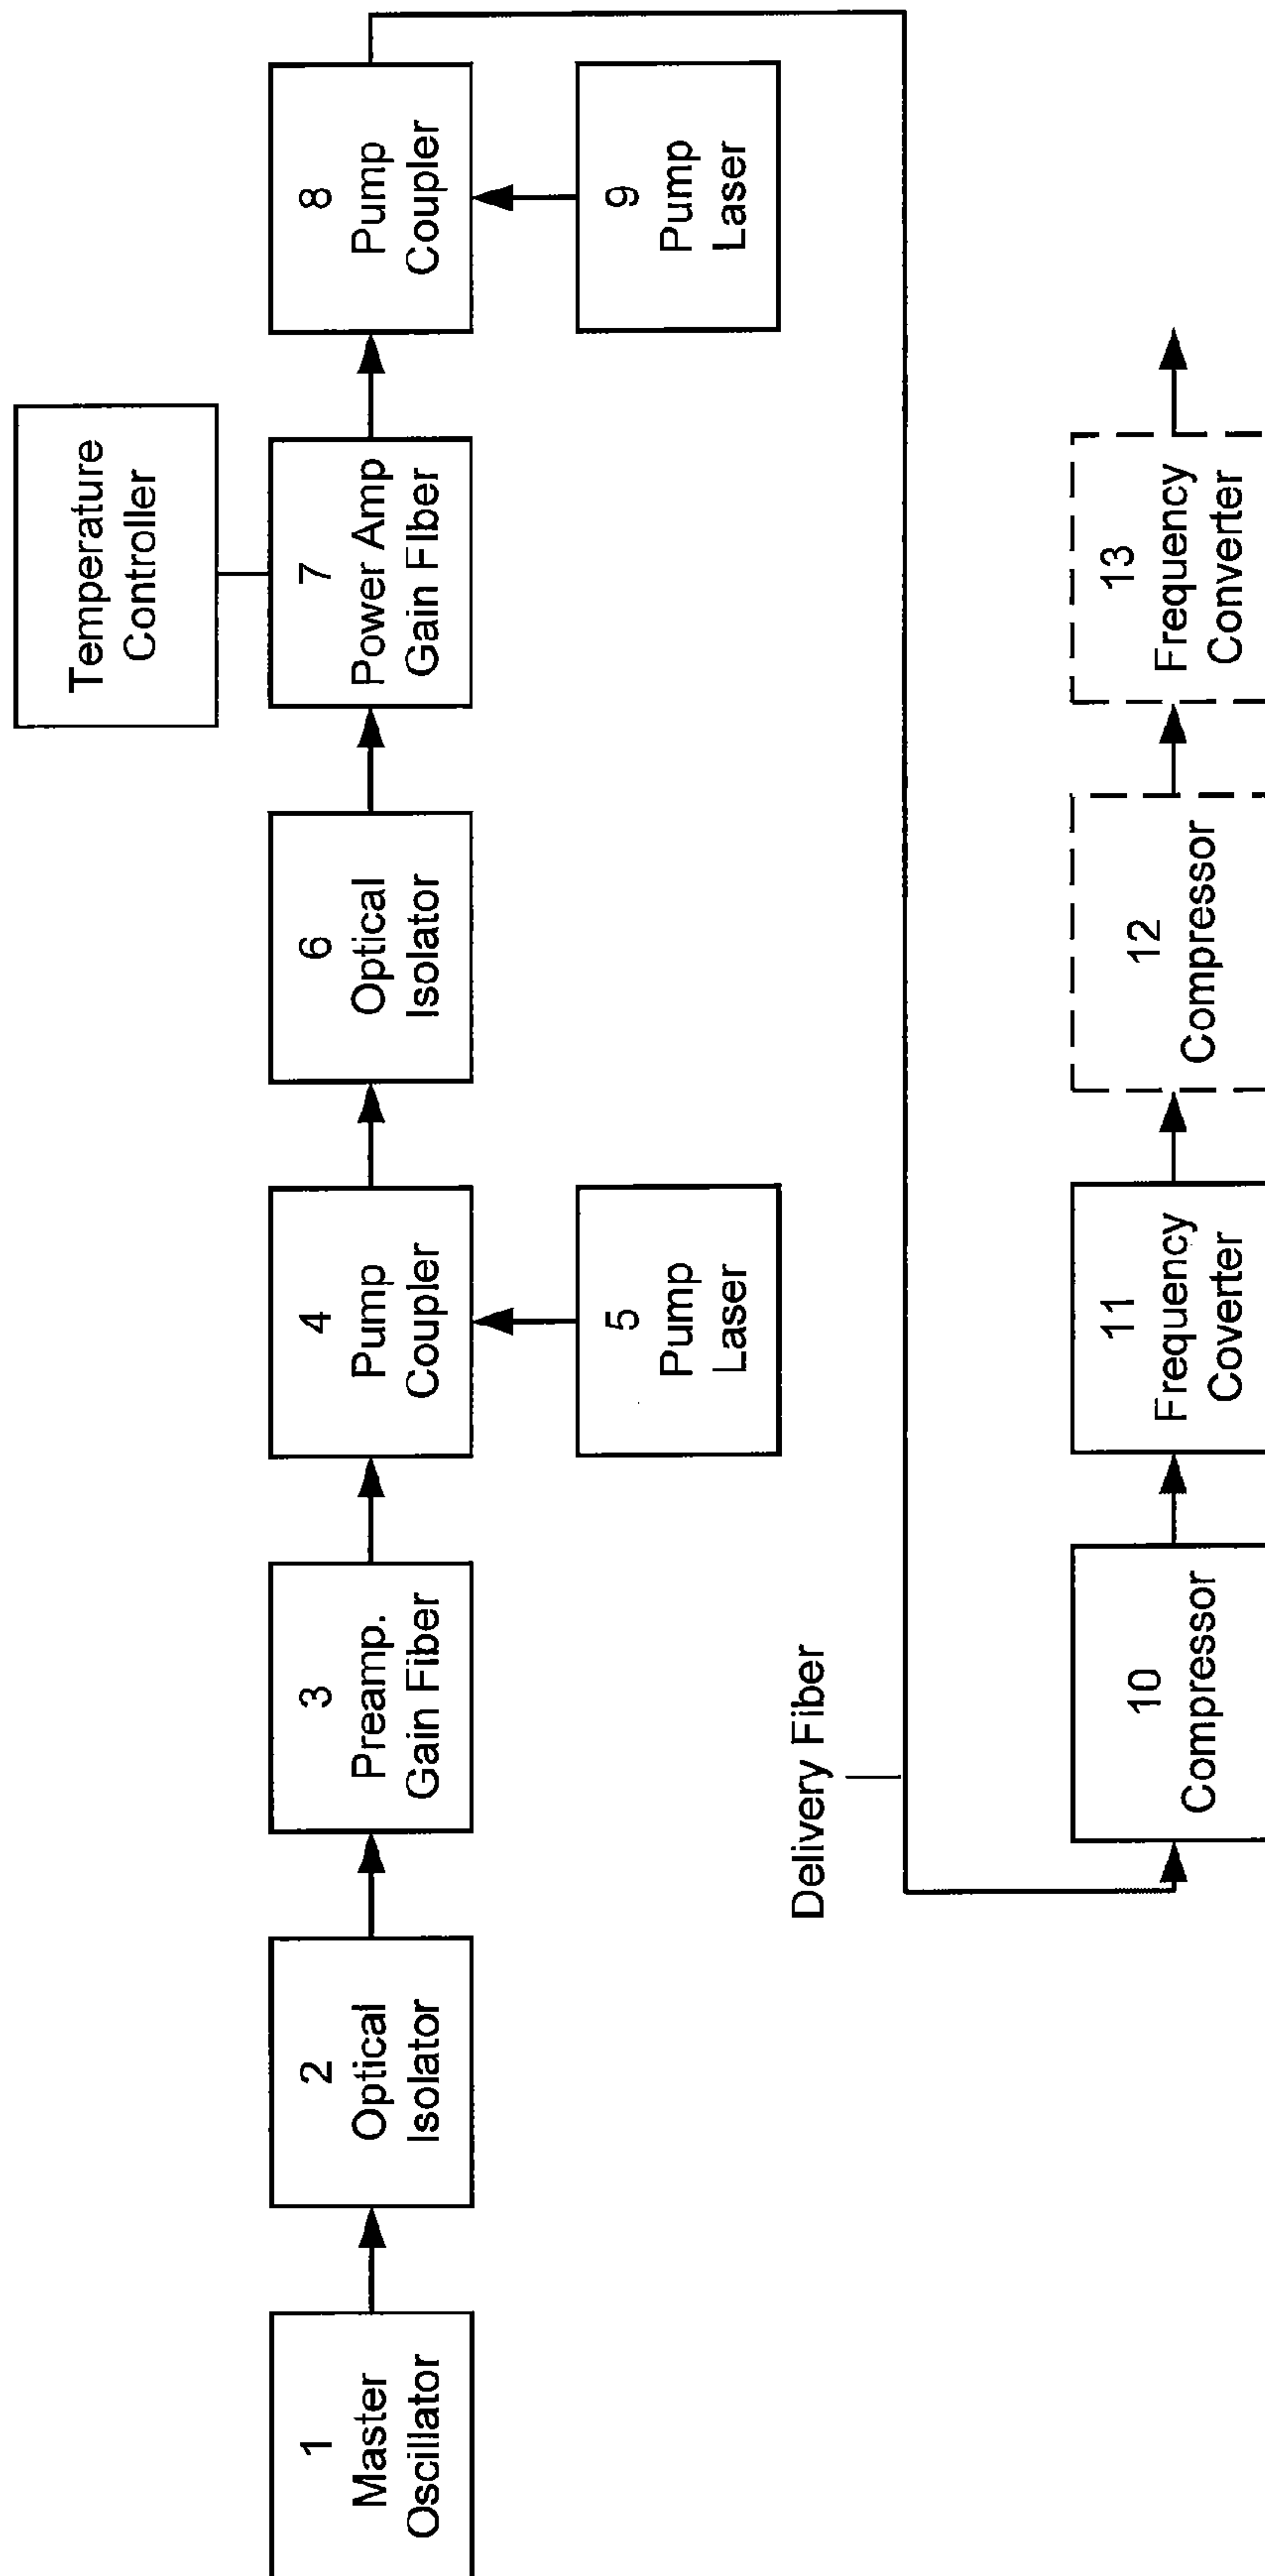 Temperature
Controller
1
Master
Oscillator
2
Optical
Isolator
3
Preamp.
Gain Fiber
4
Pump
Coupler
6
Optical
Isolator
7
Power Amp
Gain FIber
8
Pump
Coupler
5
Pump
Laser
9
Pump
Laser
Delivery Fiber
10
Compressor
11
Frequency
Coverter
12
Compressor
13
Frequency
Converter